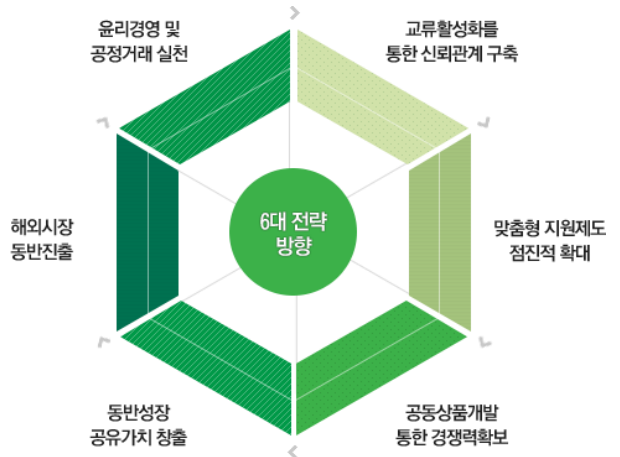 윤리경영 및
공정거래 실천
교류활성화를
통한 신뢰관계 구축
해외시장
동반진출
6대 전략
방향
맞춤형 지원제도
점진적 확대
동반성장
공유가치 창출
공동상품개발
통한 경쟁력확보